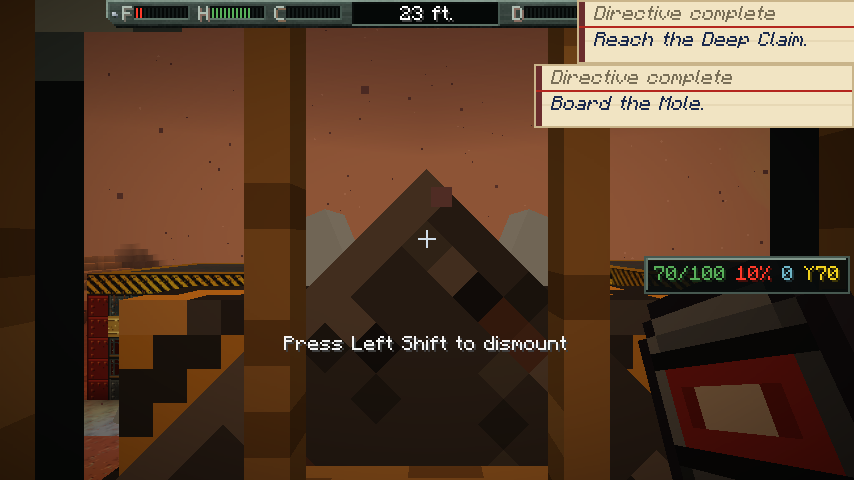 F H C 23 ft. D
Directive complete
Reach the Deep Claim.
Directive complete
Board the Mole.
70/100 10% 0 Y70
Press Left Shift to dismount